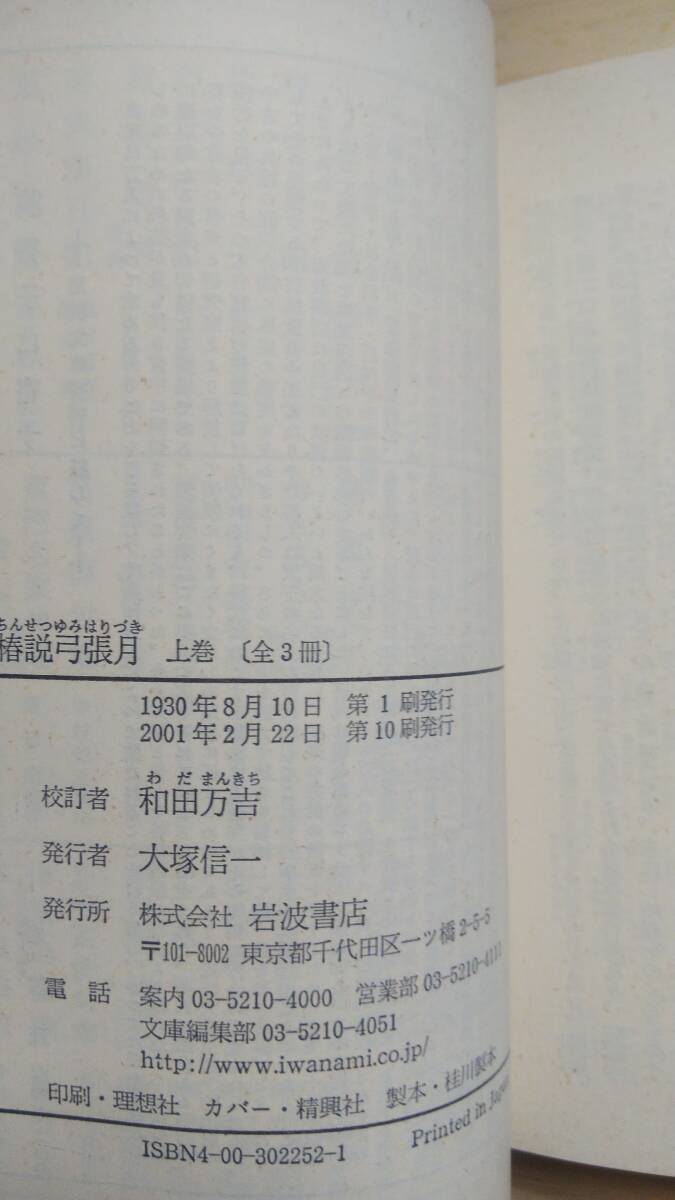 ちんせつゆみはりづき
椿説弓張月 上巻 〔全3冊〕
1930年8月10日 第1刷発行
2001年2月22日 第10刷発行
わだまんきち
校訂者 和田万吉
発行者 大塚信一
発行所 株式会社 岩波書店
〒101-8002 東京都千代田区一ツ橋2-5-5
電話 案内03-5210-4000 営業部03-5210-4111
文庫編集部03-5210-4051
http://www.iwanami.co.jp/
印刷・理想社 カバー・精興社 製本・桂川製本
ISBN4-00-302252-1 Printed in Japan